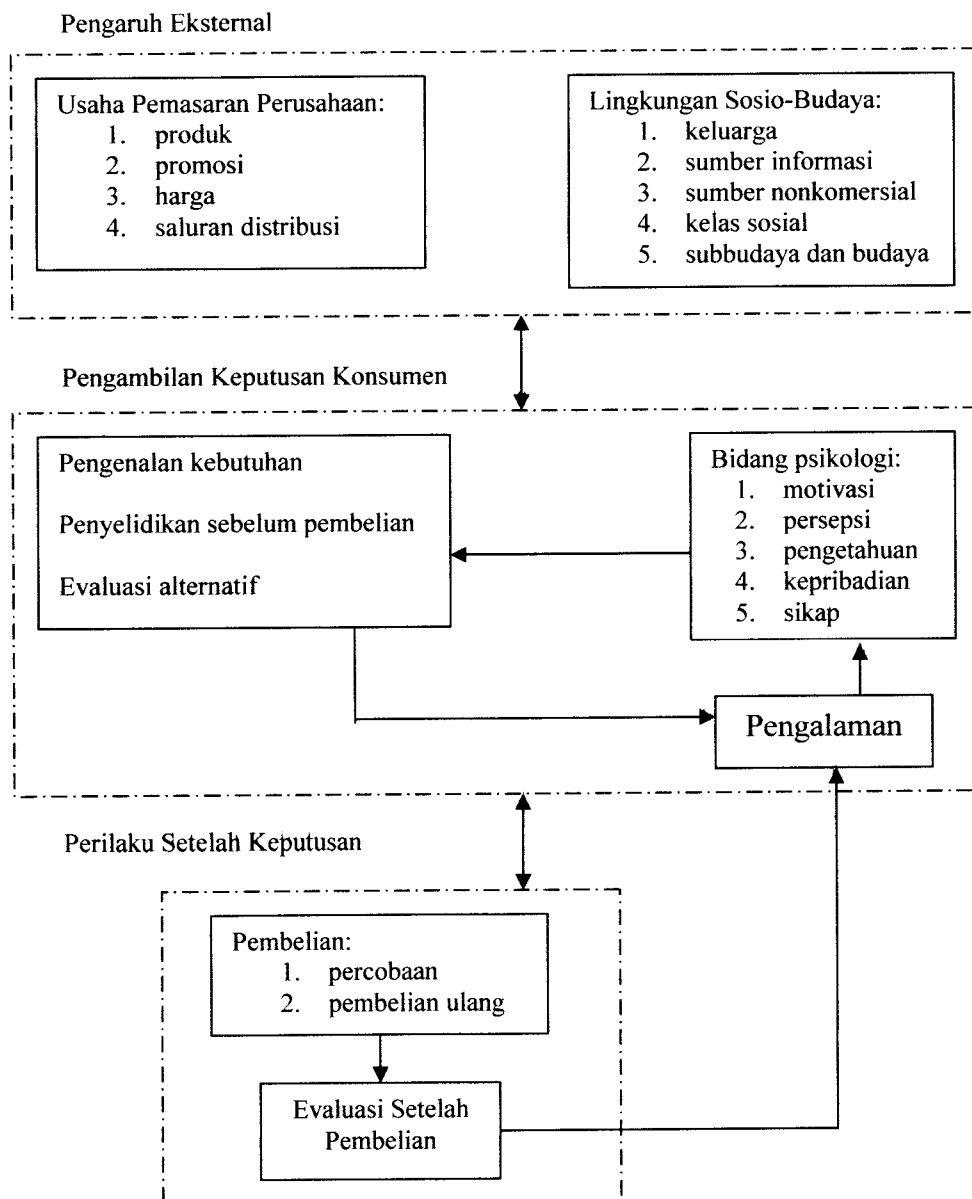 Pengaruh Eksternal
Usaha Pemasaran Perusahaan:
1. produk
2. promosi
3. harga
4. saluran distribusi
Lingkungan Sosio-Budaya:
1. keluarga
2. sumber informasi
3. sumber nonkomersial
4. kelas sosial
5. subbudaya dan budaya
Pengambilan Keputusan Konsumen
Pengenalan kebutuhan
Penyelidikan sebelum pembelian
Evaluasi alternatif
Bidang psikologi:
1. motivasi
2. persepsi
3. pengetahuan
4. kepribadian
5. sikap
Pengalaman
Perilaku Setelah Keputusan
Pembelian:
1. percobaan
2. pembelian ulang
Evaluasi Setelah
Pembelian